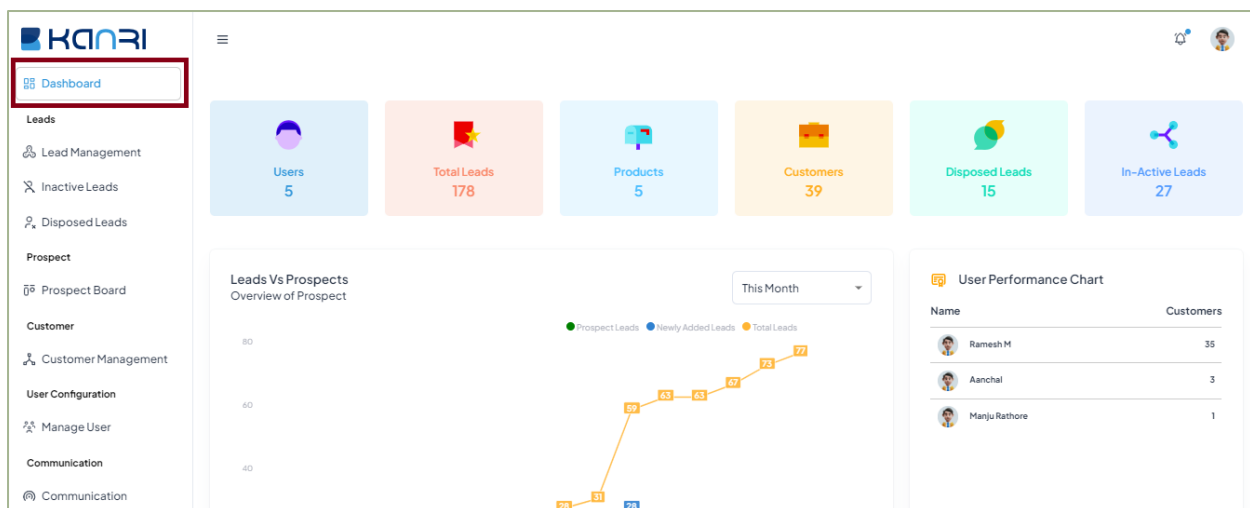 KANRI
Dashboard
Leads
Lead Management
Inactive Leads
Disposed Leads
Prospect
Prospect Board
Customer
Customer Management
User Configuration
Manage User
Communication
Communication
Users
5
Total Leads
178
Products
5
Customers
39
Disposed Leads
15
In-Active Leads
27
Leads Vs Prospects
Overview of Prospect
This Month
Prospect Leads Newly Added Leads Total Leads
80
60
40
28
31
28
59
63
63
67
73
77
User Performance Chart
Name Customers
Ramesh M 35
Aanchal 3
Manju Rathore 1